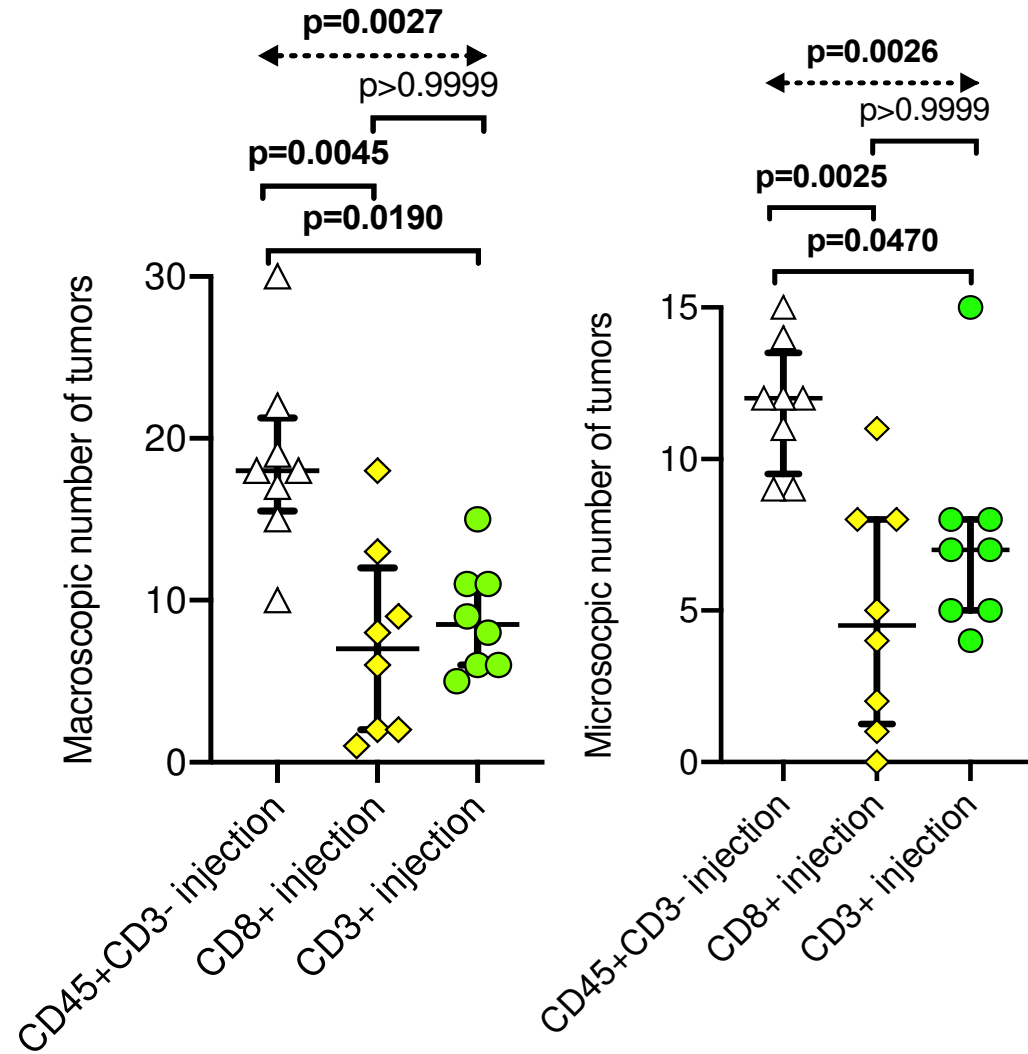 p=0.0027
p>0.9999
p=0.0045
p=0.0190
Macroscopic number of tumors
30
20
10
0
CD45+CD3- injection
CD8+ injection
CD3+ injection
p=0.0026
p>0.9999
p=0.0025
p=0.0470
Microsocpic number of tumors
15
10
5
0
CD45+CD3- injection
CD8+ injection
CD3+ injection